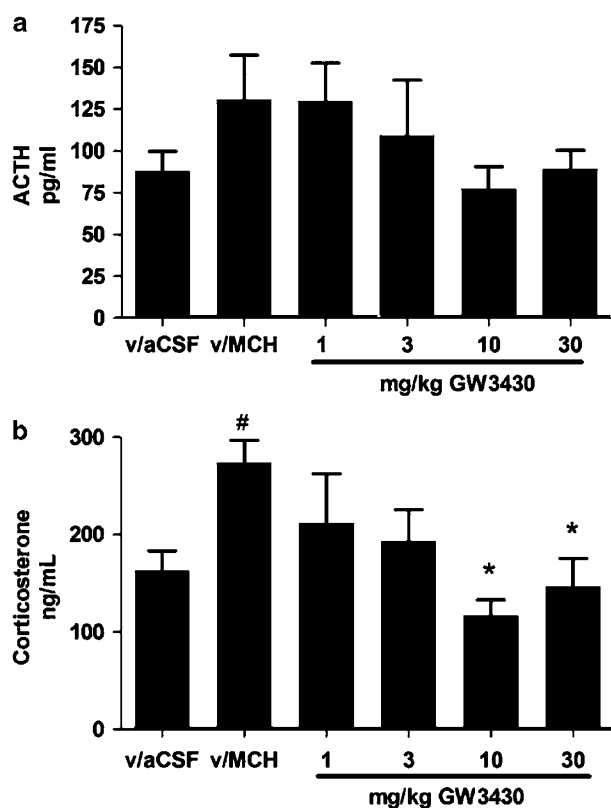 a
175
150
125
100
75
50
25
0
ACTH
pg/ml
v/aCSF v/MCH 1 3 10 30
mg/kg GW3430
b
300
200
100
0
Corticosterone
ng/mL
#
*
*
v/aCSF v/MCH 1 3 10 30
mg/kg GW3430